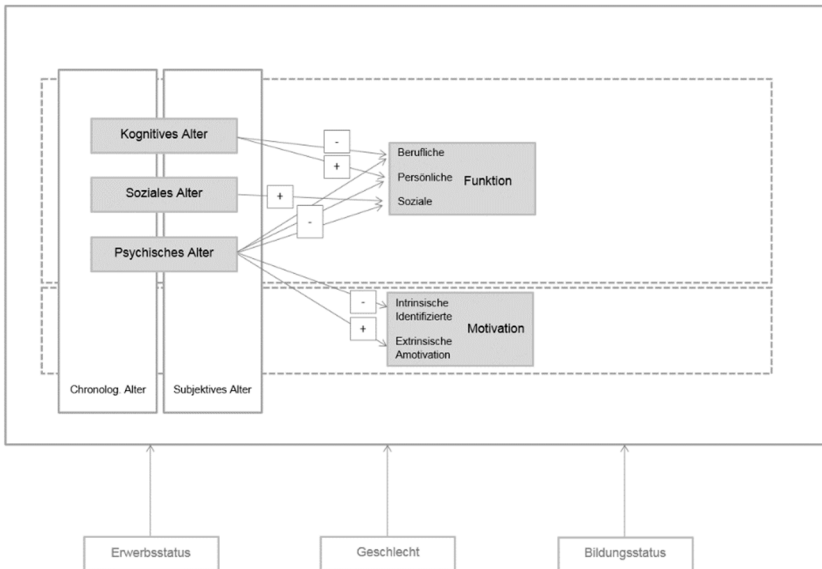 Kognitives Alter
-
+
Berufliche
Persönliche
Funktion
Soziale
Soziales Alter
+
Psychisches Alter
-
-
+
Intrinsische
Identifizierte
Motivation
Extrinsische
Amotivation
Chronolog. Alter
Subjektives Alter
Erwerbsstatus
Geschlecht
Bildungsstatus